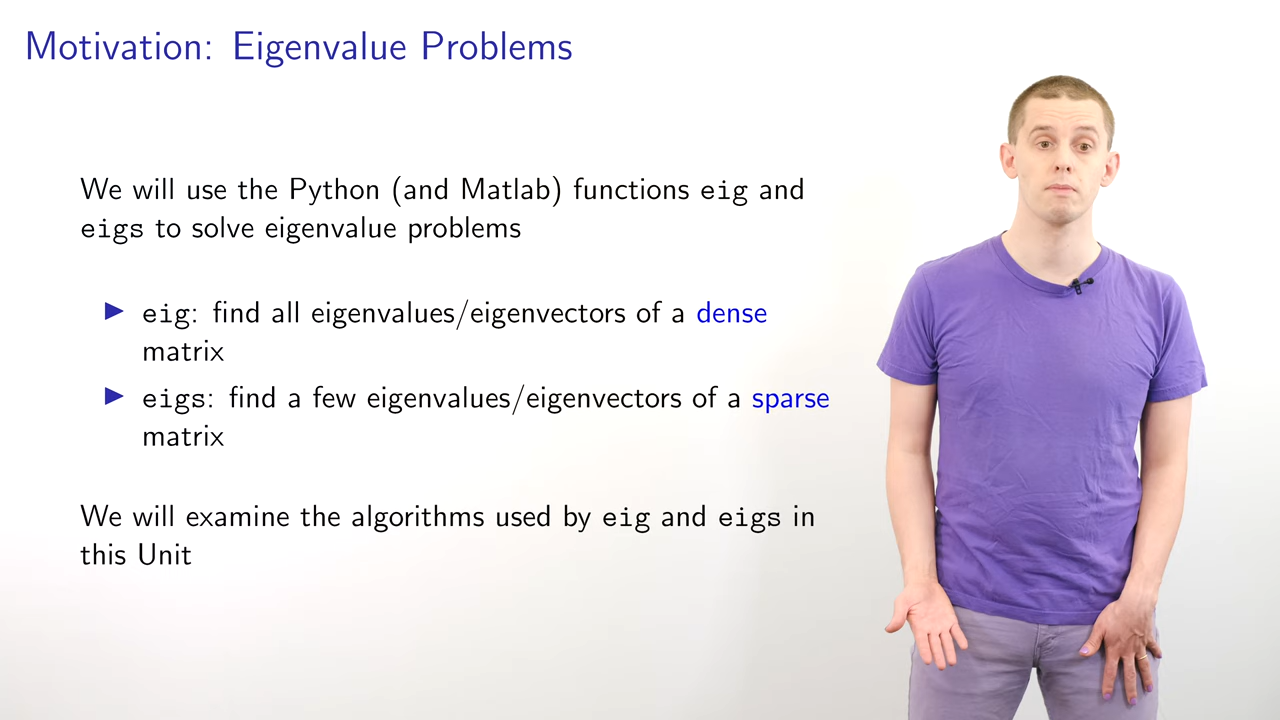 Motivation: Eigenvalue Problems
We will use the Python (and Matlab) functions eig and
eigs to solve eigenvalue problems
eig: find all eigenvalues/eigenvectors of a dense
matrix
eigs: find a few eigenvalues/eigenvectors of a sparse
matrix
We will examine the algorithms used by eig and eigs in
this Unit